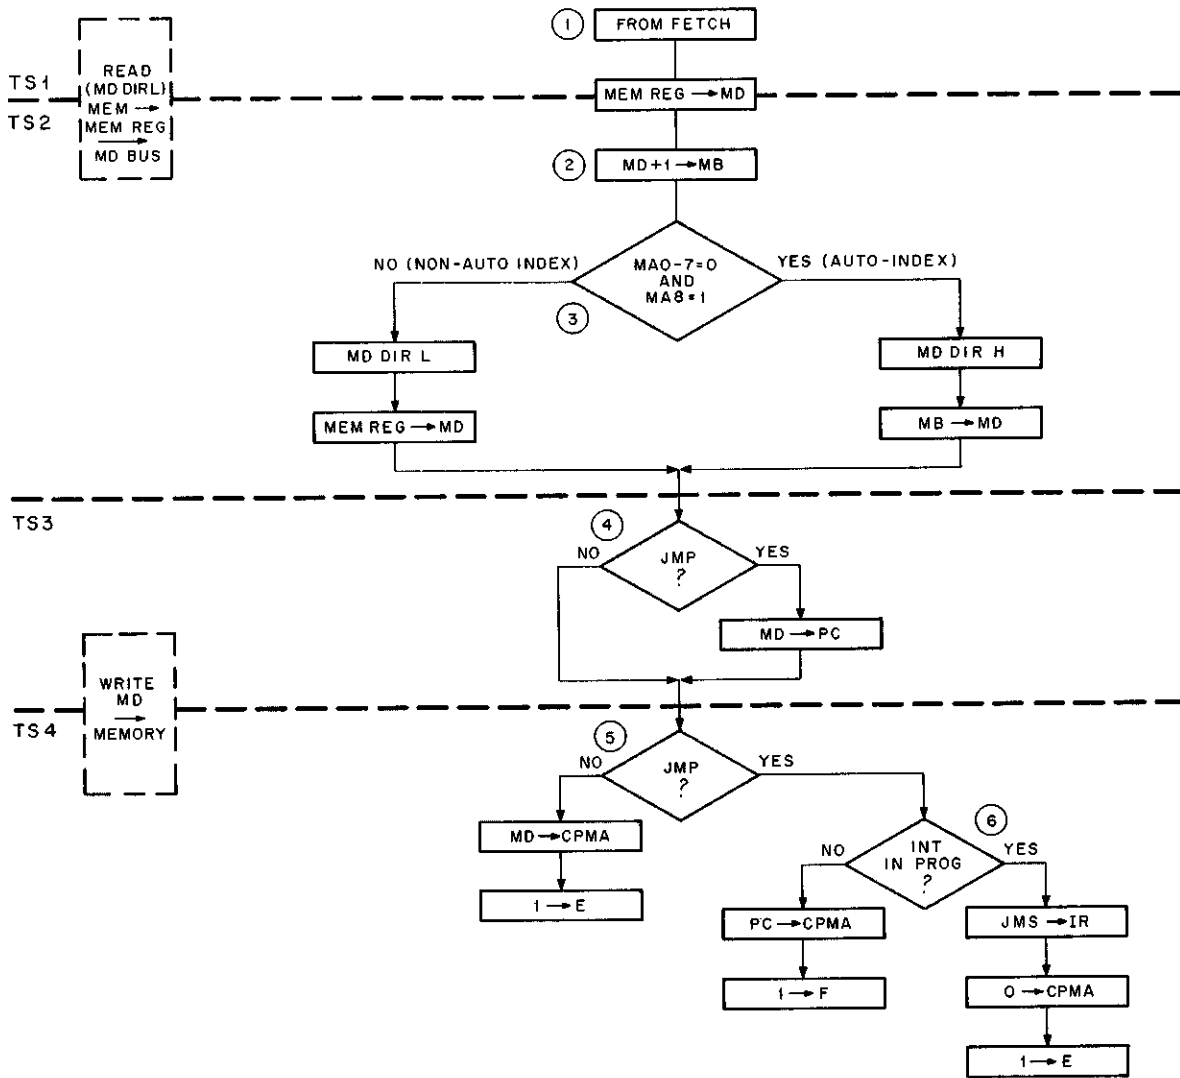 1
FROM FETCH
READ
(MD DIRL)
MEM →
MEM REG
→
MD BUS
TS1
TS2
MEM REG → MD
2
MD+1 → MB
NO (NON-AUTO INDEX)
MA0-7=0
AND
MA8=1
YES (AUTO-INDEX)
3
MD DIR L
MD DIR H
MEM REG → MD
MB → MD
TS3
4
NO
JMP
?
YES
MD → PC
WRITE
MD
→
MEMORY
TS4
5
NO
JMP
?
YES
MD → CPMA
1 → E
6
NO
INT
IN PROG
?
YES
PC → CPMA
JMS → IR
1 → F
0 → CPMA
1 → E